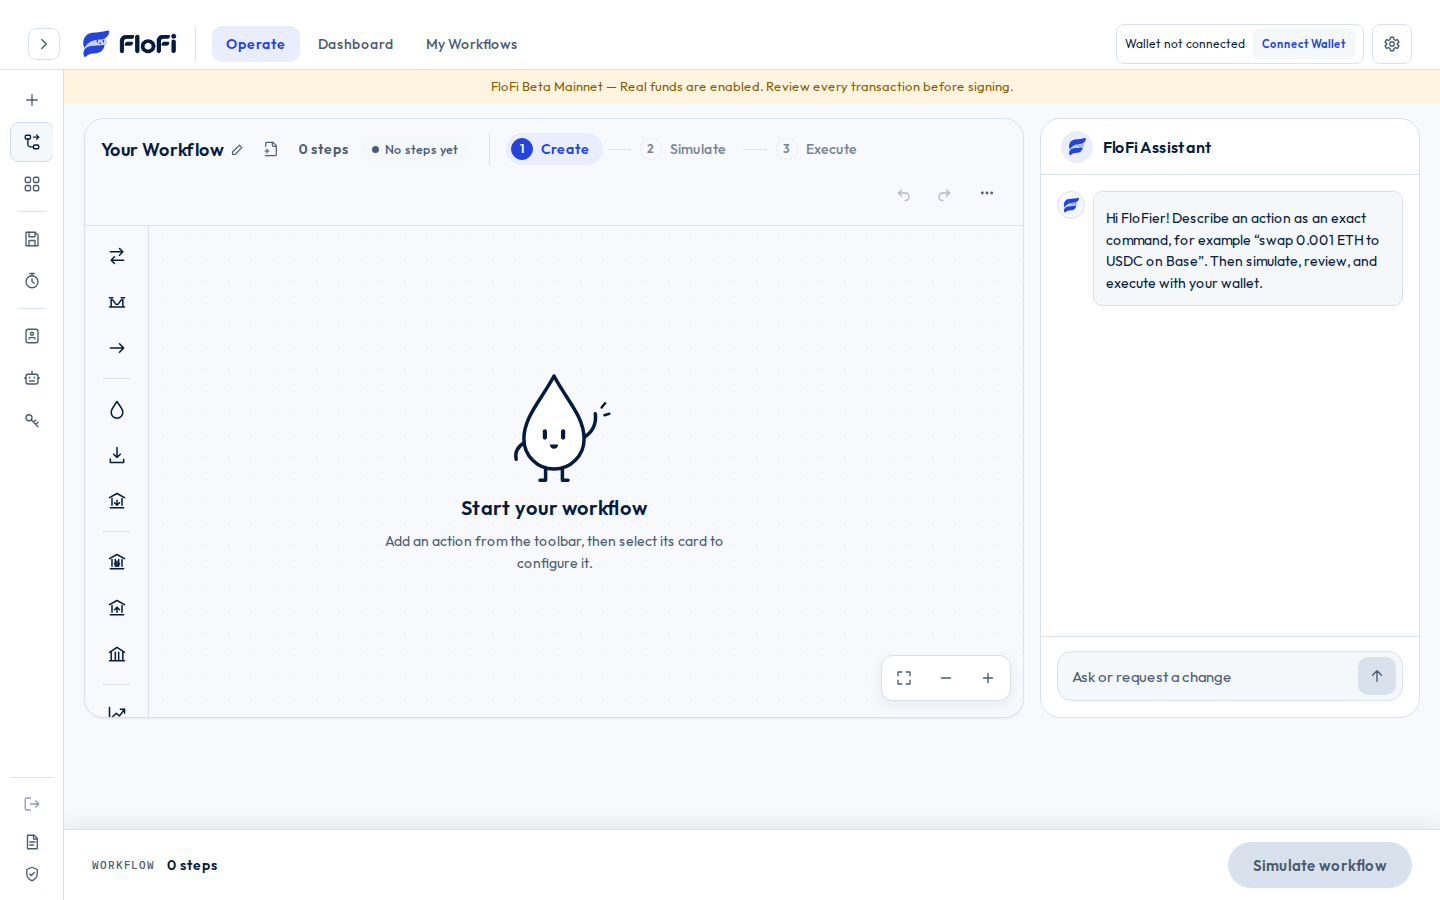 FloFi
Operate
Dashboard
My Workflows
Wallet not connected
Connect Wallet
FloFi Beta Mainnet — Real funds are enabled. Review every transaction before signing.
Your Workflow
0 steps
No steps yet
1 Create
2 Simulate
3 Execute
Start your workflow
Add an action from the toolbar, then select its card to
configure it.
FloFi Assistant
Hi FloFier! Describe an action as an exact
command, for example “swap 0.001 ETH to
USDC on Base”. Then simulate, review, and
execute with your wallet.
Ask or request a change
WORKFLOW 0 steps
Simulate workflow